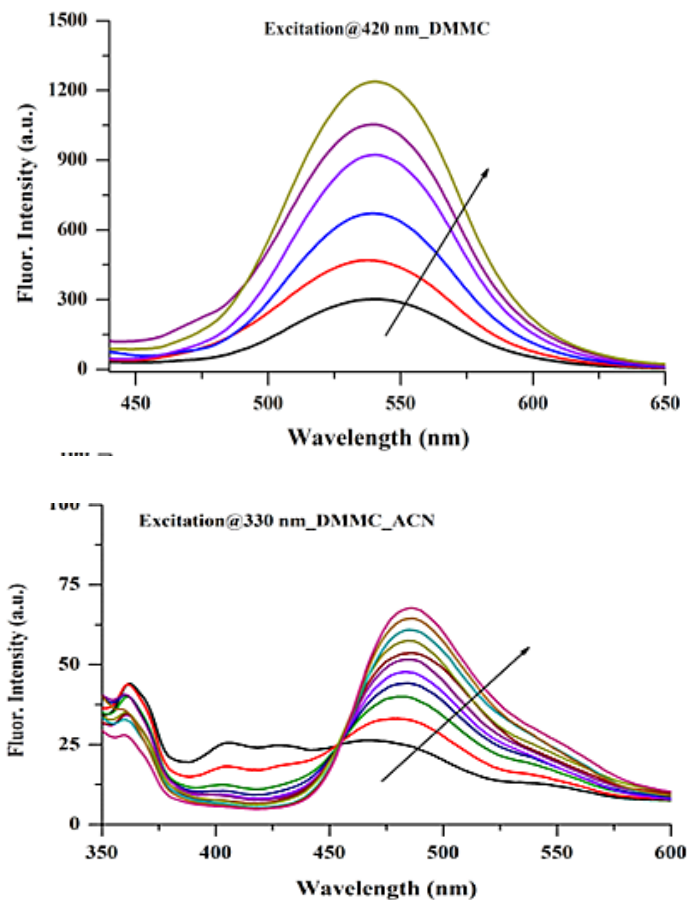 Excitation@420 nm_DMMC
1500
1200
900
600
300
0
Fluor. Intensity (a.u.)
450 500 550 600 650
Wavelength (nm)
Excitation@330 nm_DMMC_ACN
100
75
50
25
0
Fluor. Intensity (a.u.)
350 400 450 500 550 600
Wavelength (nm)